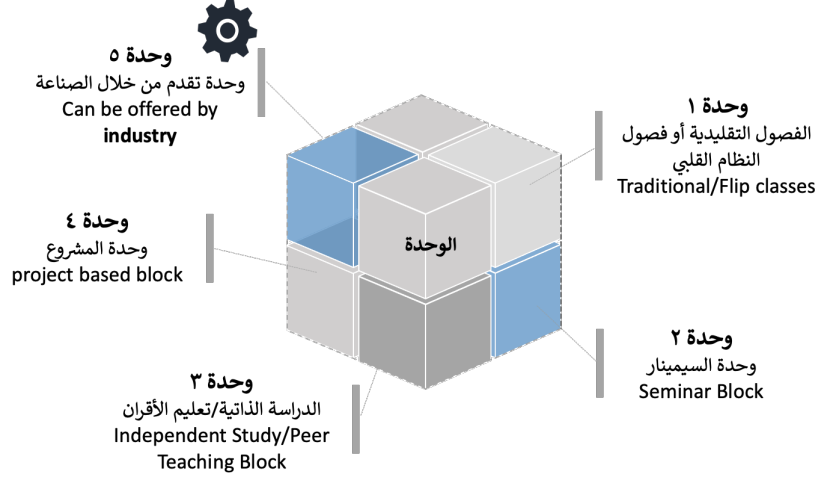 وحدة ١
الفصول التقليدية أو فصول
النظام القلبي
Traditional/Flip classes
وحدة ٢
وحدة السيمينار
Seminar Block
وحدة ٣
الدراسة الذاتية/تعليم الأقران
Independent Study/Peer
Teaching Block
وحدة ٤
وحدة المشروع
project based block
وحدة ٥
وحدة تقدم من خلال الصناعة
Can be offered by
industry
الوحدة